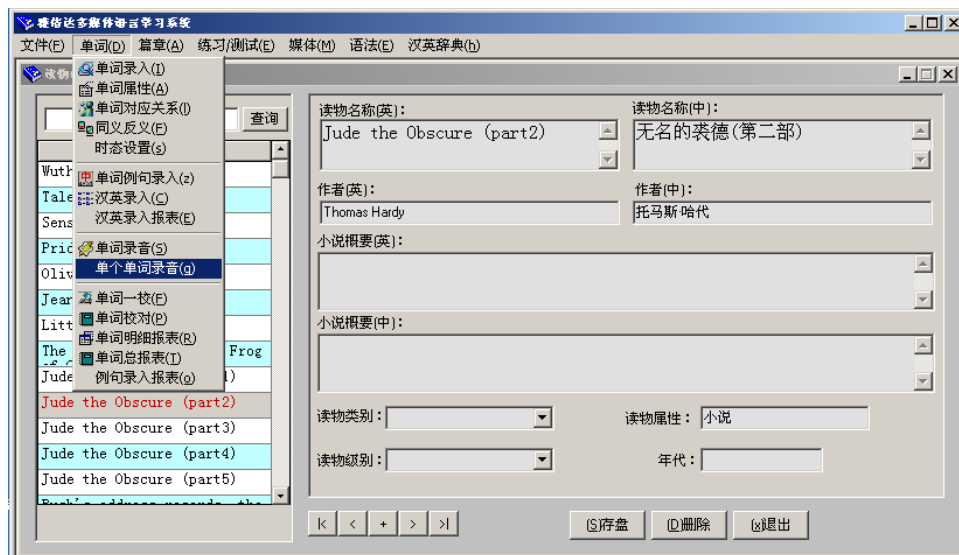 雅信达多媒体语言学习系统
文件(F) 单词(D) 篇章(A) 练习/测试(E) 媒体(M) 语法(E) 汉英辞典(h)
单词录入(I)
单词属性(A)
单词对应关系(I)
同义反义(F)
时态设置(s)
单词例句录入(z)
汉英录入(C)
汉英录入报表(E)
单词录音(S)
单个单词录音(q)
单词一校(F)
单词校对(P)
单词明细报表(R)
单词总报表(T)
例句录入报表(o)
查询
Wuth
Tale
Sens
Prid
Oliv
Jear
Litt
The Frog
Jude 1)
Jude the Obscure (part2)
Jude the Obscure (part3)
Jude the Obscure (part4)
Jude the Obscure (part5)
读物名称(英):
Jude the Obscure (part2)
读物名称(中):
无名的裘德(第二部)
作者(英):
Thomas Hardy
作者(中):
托马斯·哈代
小说概要(英):
小说概要(中):
读物类别:
读物属性: 小说
读物级别:
年代:
|< < + > >|
(S)存盘 (D)删除 (x)退出